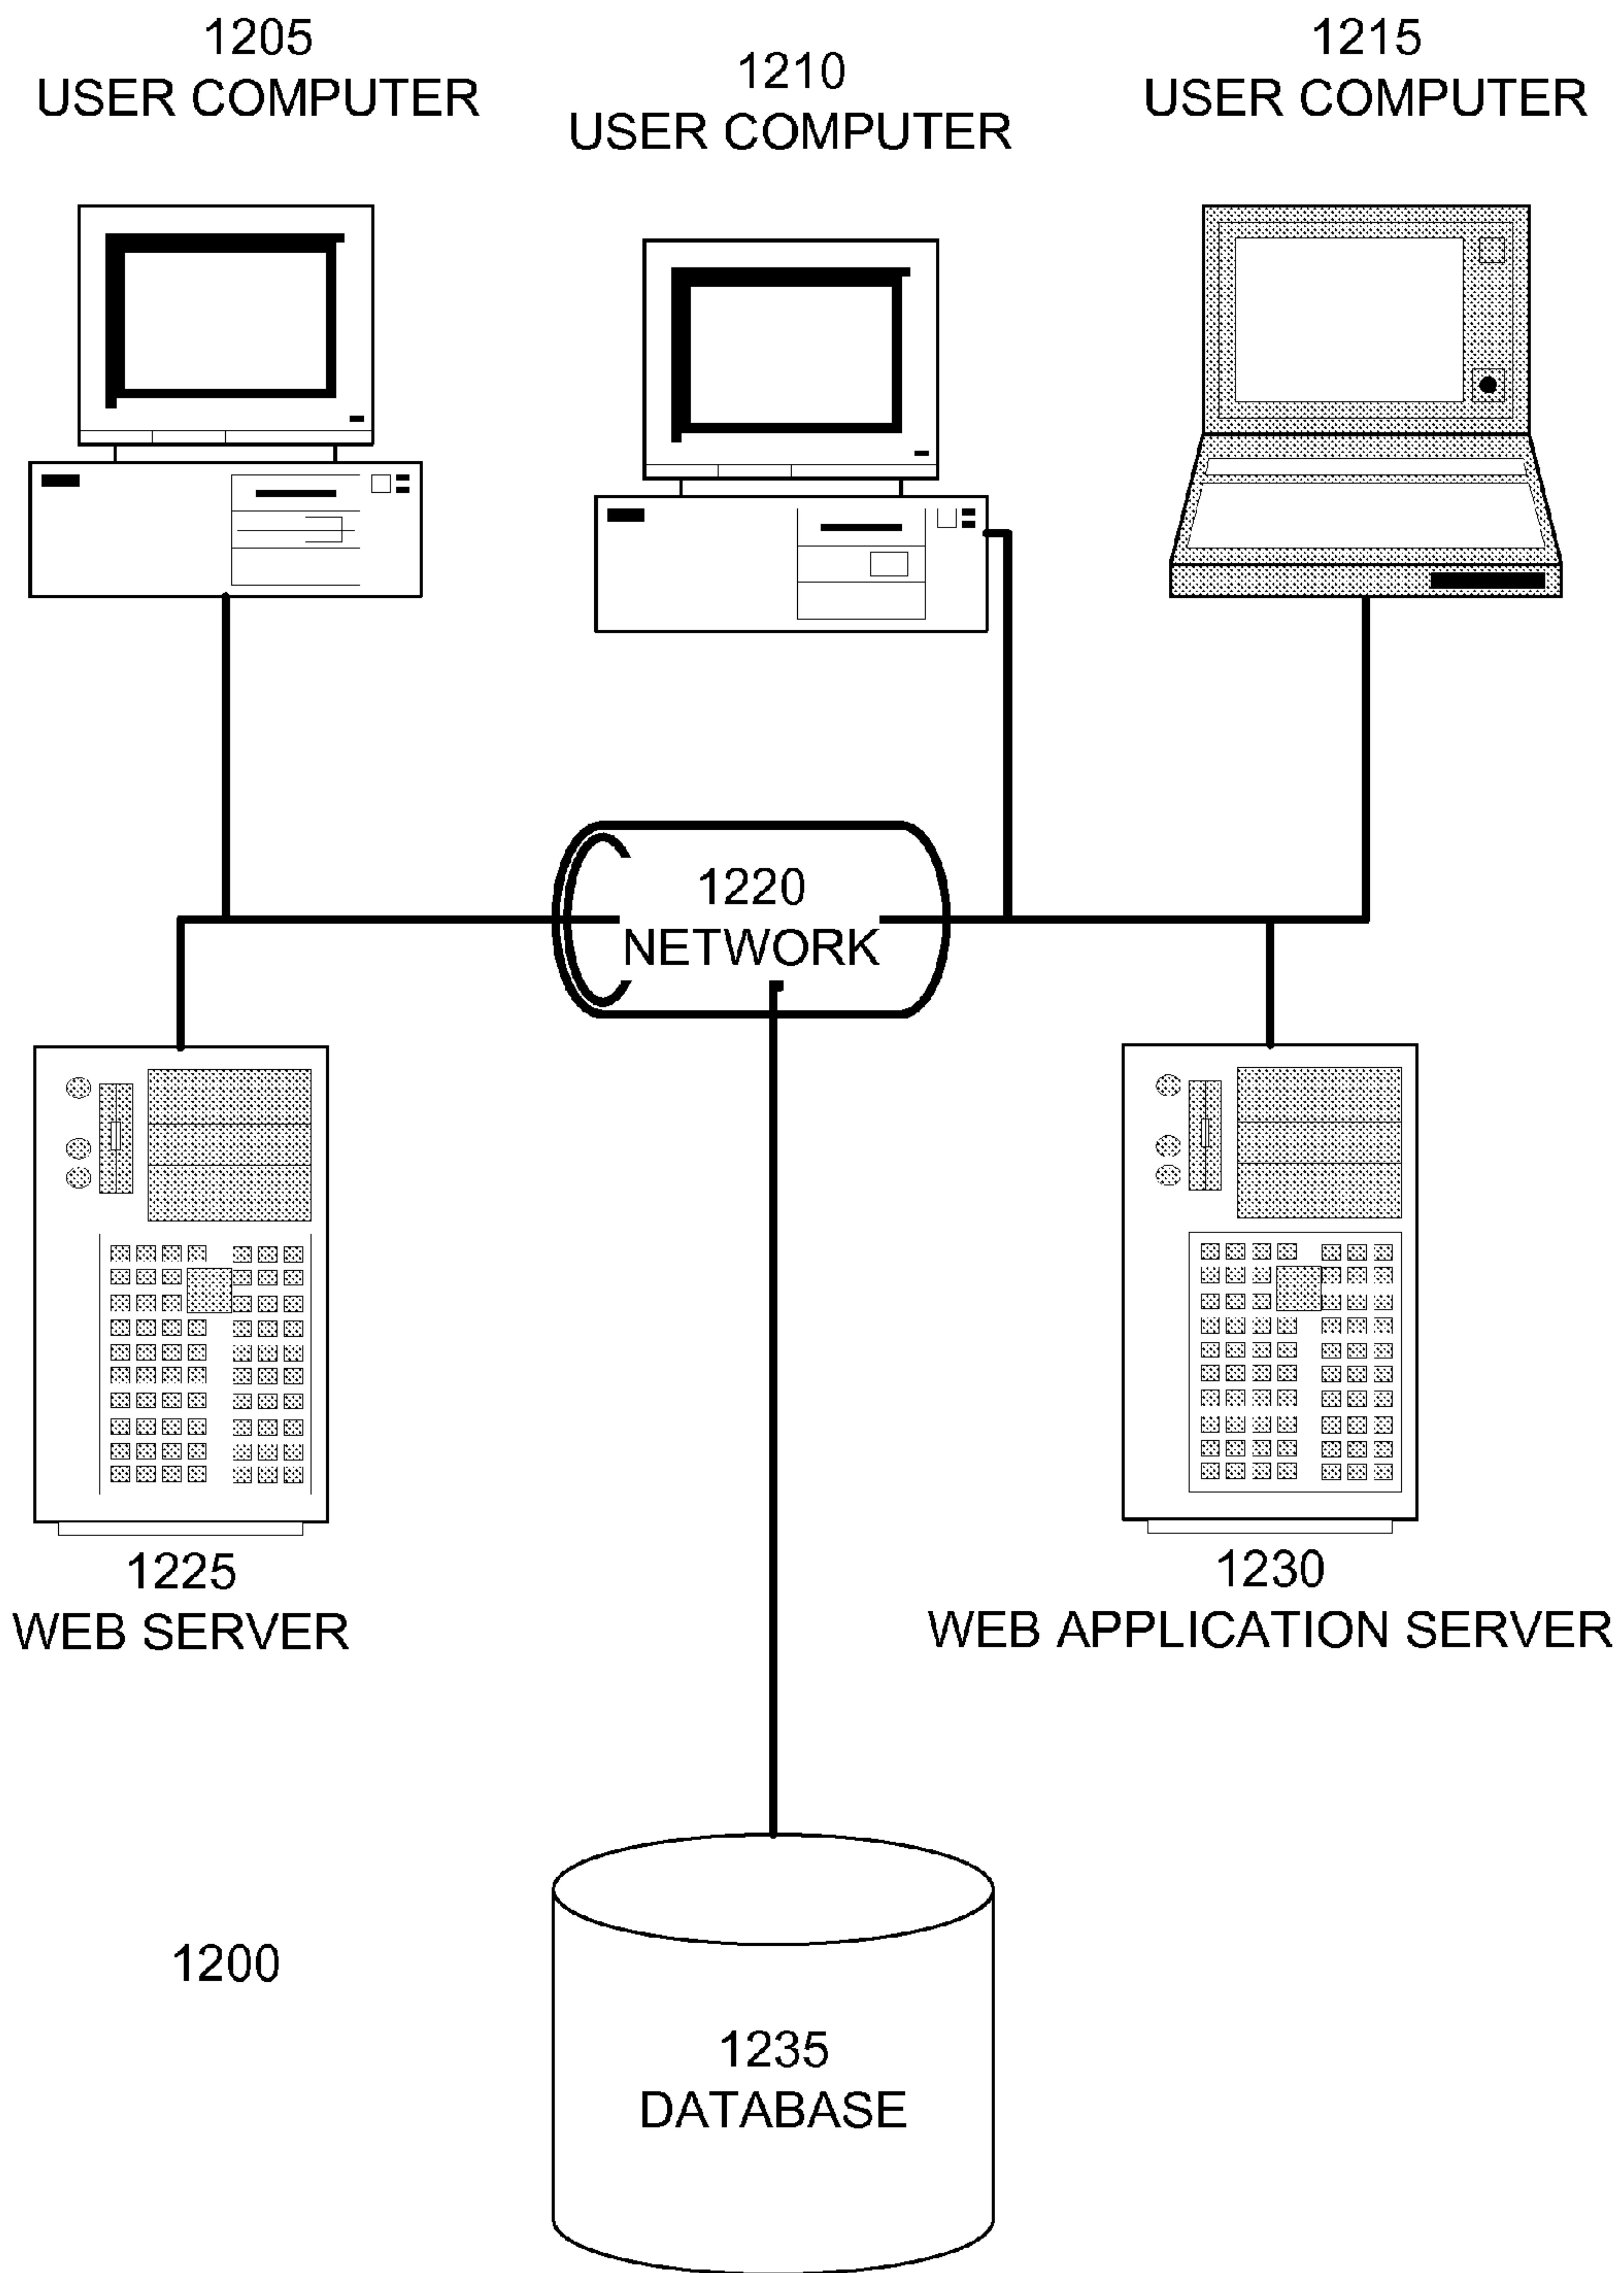 1205
USER COMPUTER
1210
USER COMPUTER
1215
USER COMPUTER
1220
NETWORK
1225
WEB SERVER
1230
WEB APPLICATION SERVER
1200
1235
DATABASE